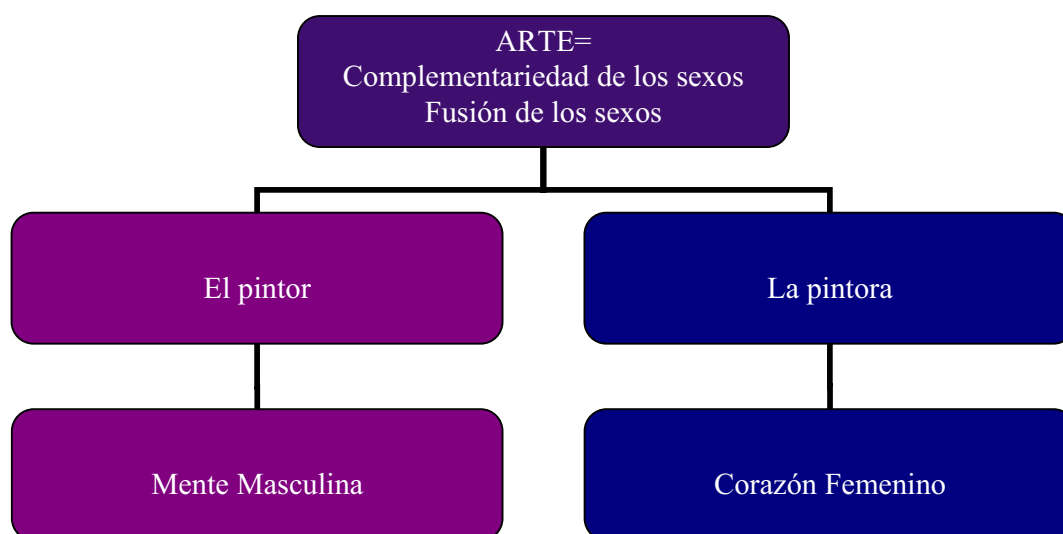 ARTE=
Complementariedad de los sexos
Fusión de los sexos
El pintor
La pintora
Mente Masculina
Corazón Femenino